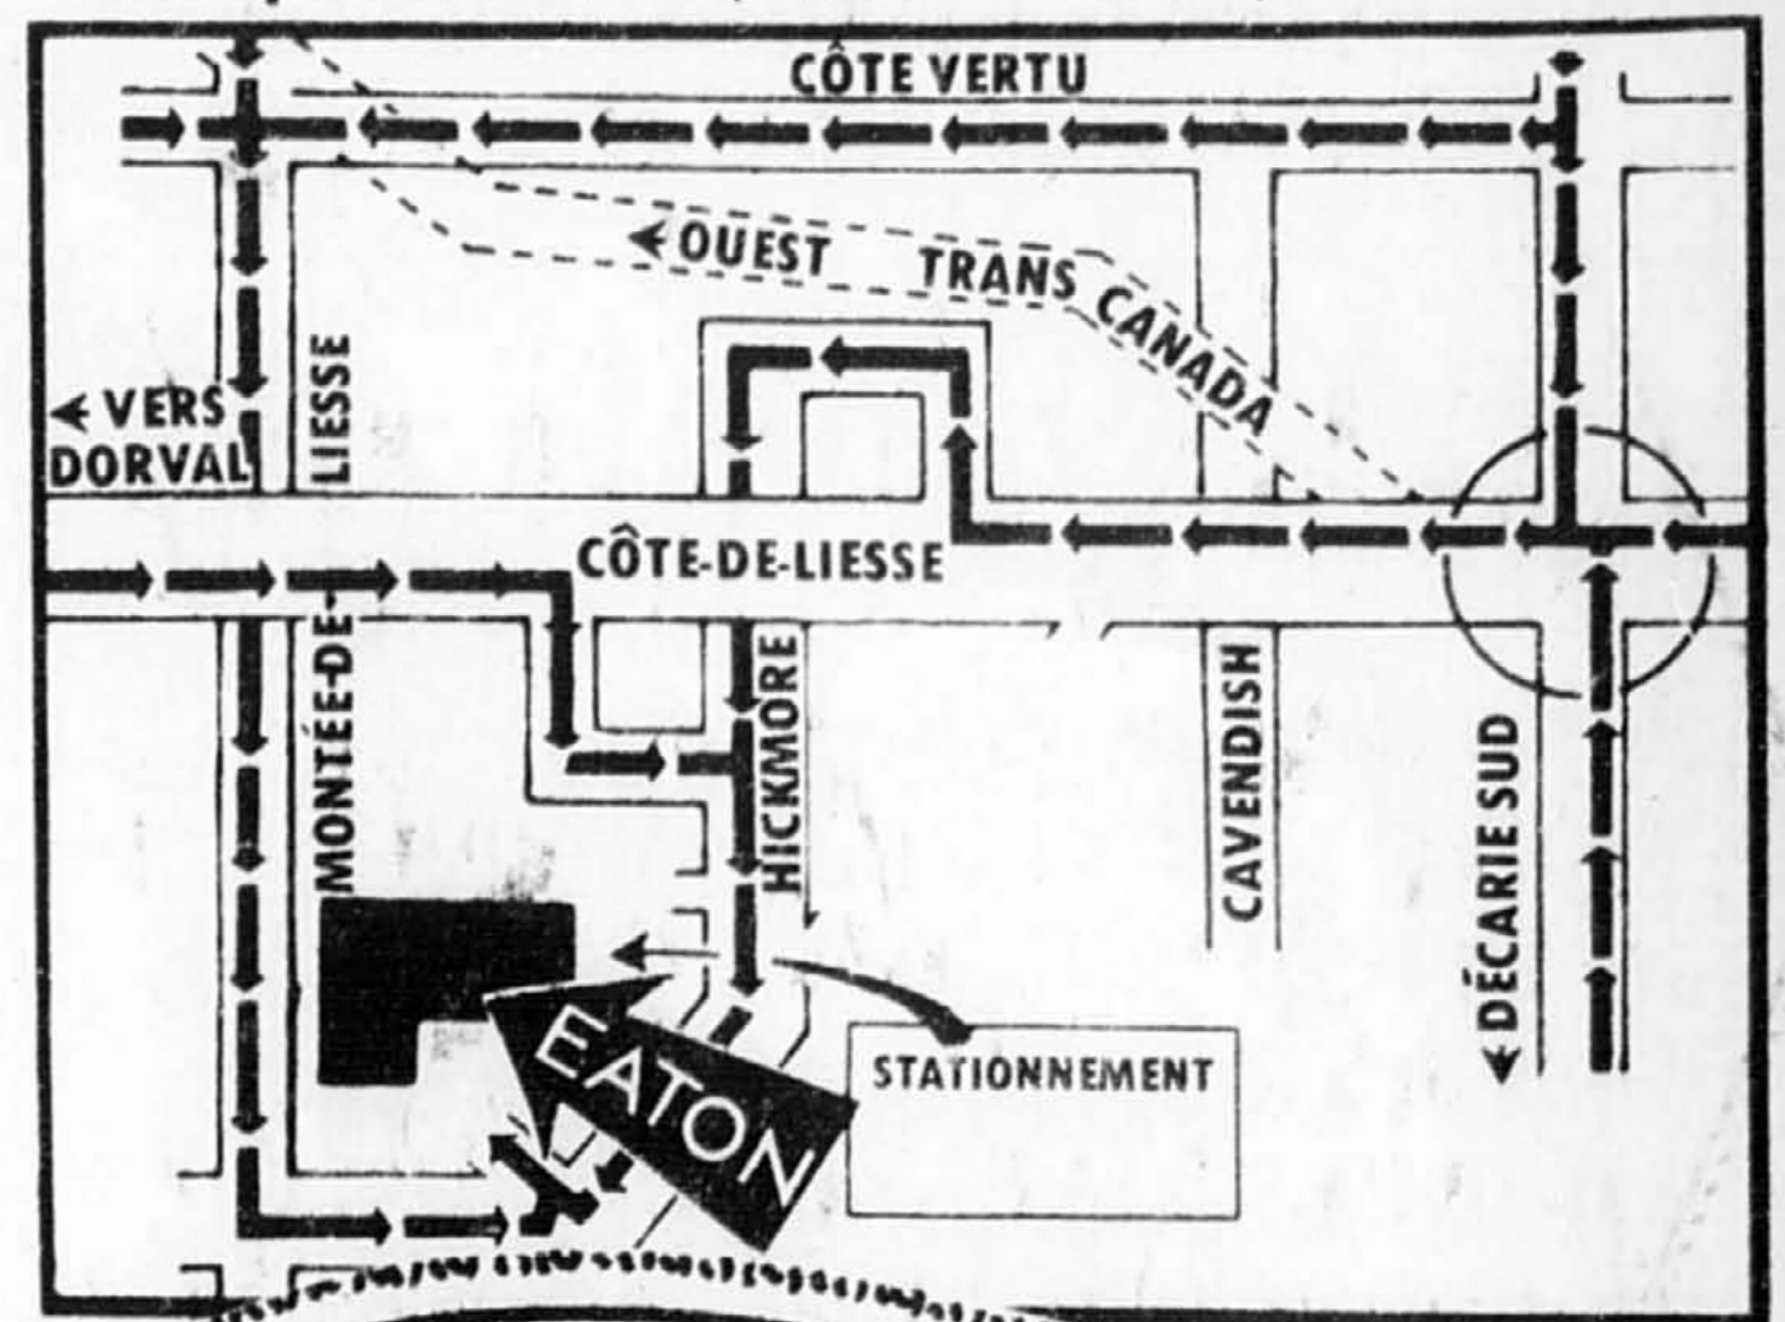 CÔTE VERTU
OUEST TRANS CANADA
LIESSE
VERS
DORVAL
CÔTE-DE-LIESSE
MONTÉE-DE-
HICKMORE
CAVENDISH
DÉCARIE SUD
EATON
STATIONNEMENT